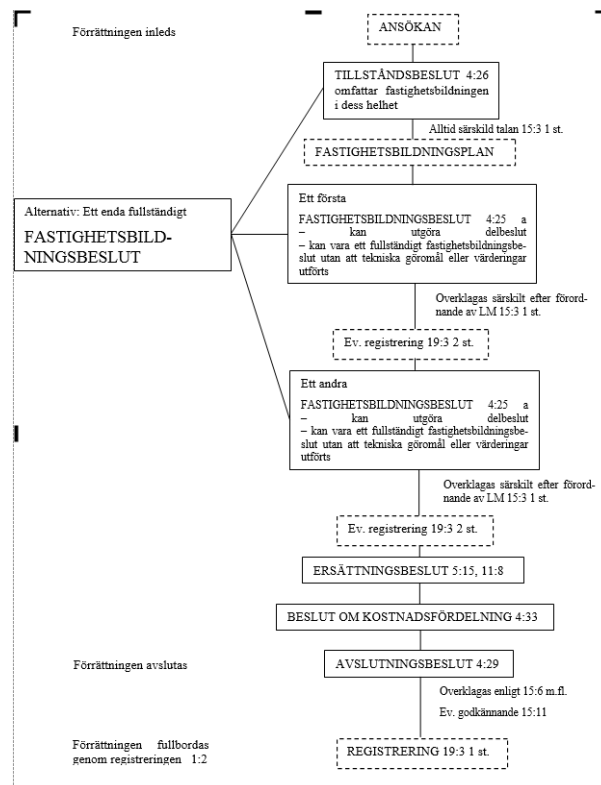 Förrättningen inleds
ANSÖKAN
TILLSTÅNDSBESLUT 4:26
omfattar fastighetsbildningen
i dess helhet
Alltid särskild talan 15:3 1 st.
FASTIGHETSBILDNINGSPLAN
Alternativ: Ett enda fullständigt
FASTIGHETSBILD-
NINGSBESLUT
Ett första
FASTIGHETSBILDNINGSBESLUT 4:25 a
– kan utgöra delbeslut
– kan vara ett fullständigt fastighetsbildningsbe-
slut utan att tekniska göromål eller värderingar
utförts
Overklagas särskilt efter förord-
nande av LM 15:3 1 st.
Ev. registrering 19:3 2 st.
Ett andra
FASTIGHETSBILDNINGSBESLUT 4:25 a
– kan utgöra delbeslut
– kan vara ett fullständigt fastighetsbildningsbe-
slut utan att tekniska göromål eller värderingar
utförts
Overklagas särskilt efter förord-
nande av LM 15:3 1 st.
Ev. registrering 19:3 2 st.
ERSÄTTNINGSBESLUT 5:15, 11:8
BESLUT OM KOSTNADSFÖRDELNING 4:33
Förrättningen avslutas
AVSLUTNINGSBESLUT 4:29
Overklagas enligt 15:6 m.fl.
Ev. godkännande 15:11
Förrättningen fullbordas
genom registreringen 1:2
REGISTRERING 19:3 1 st.